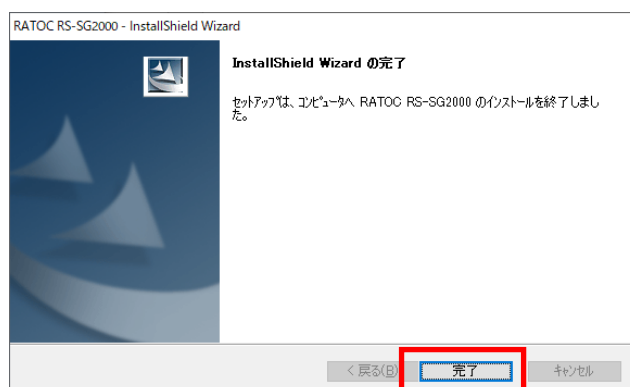 RATOC RS-SG2000 - InstallShield Wizard
InstallShield Wizard の完了
セットアップは、コンピュータへ RATOC RS-SG2000 のインストールを終了しまし
た。
< 戻る(B)
完了
キャンセル